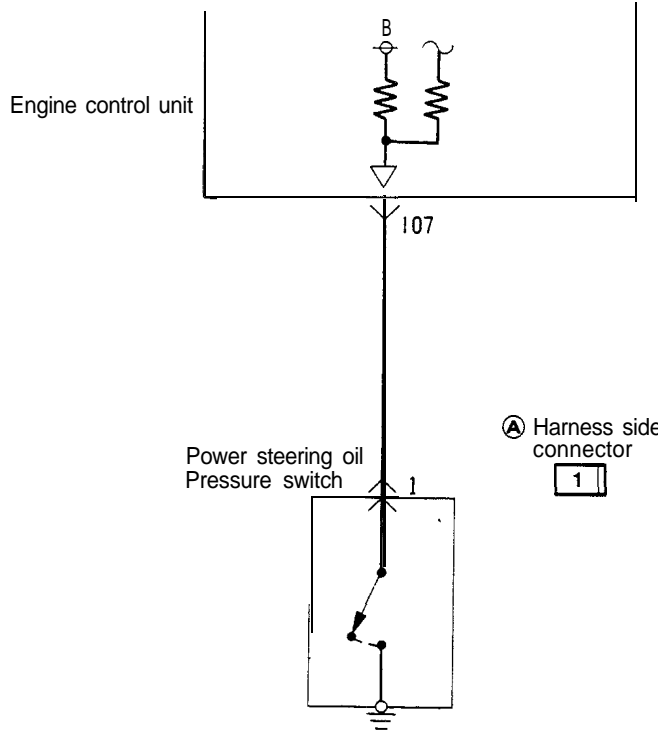 B
Engine control unit
107
Power steering oil
Pressure switch
1
Ⓐ Harness side
connector
1